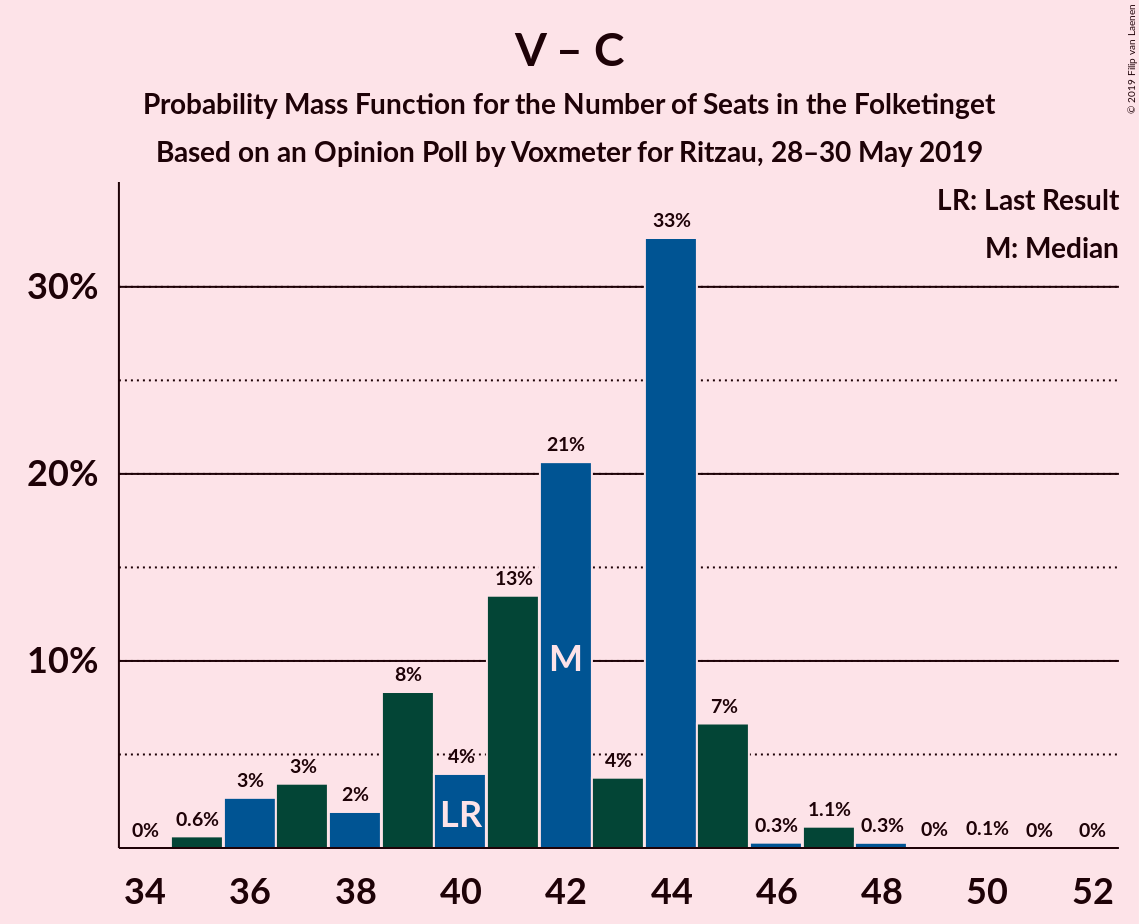 V – C
Probability Mass Function for the Number of Seats in the Folketinget
Based on an Opinion Poll by Voxmeter for Ritzau, 28–30 May 2019
© 2019 Filip van Laenen
LR: Last Result
M: Median
30%
20%
10%
0%
0.6%
3%
3%
2%
8%
4%
LR
13%
21%
M
4%
33%
7%
0.3%
1.1%
0.3%
0%
0.1%
0%
0%
34 36 38 40 42 44 46 48 50 52